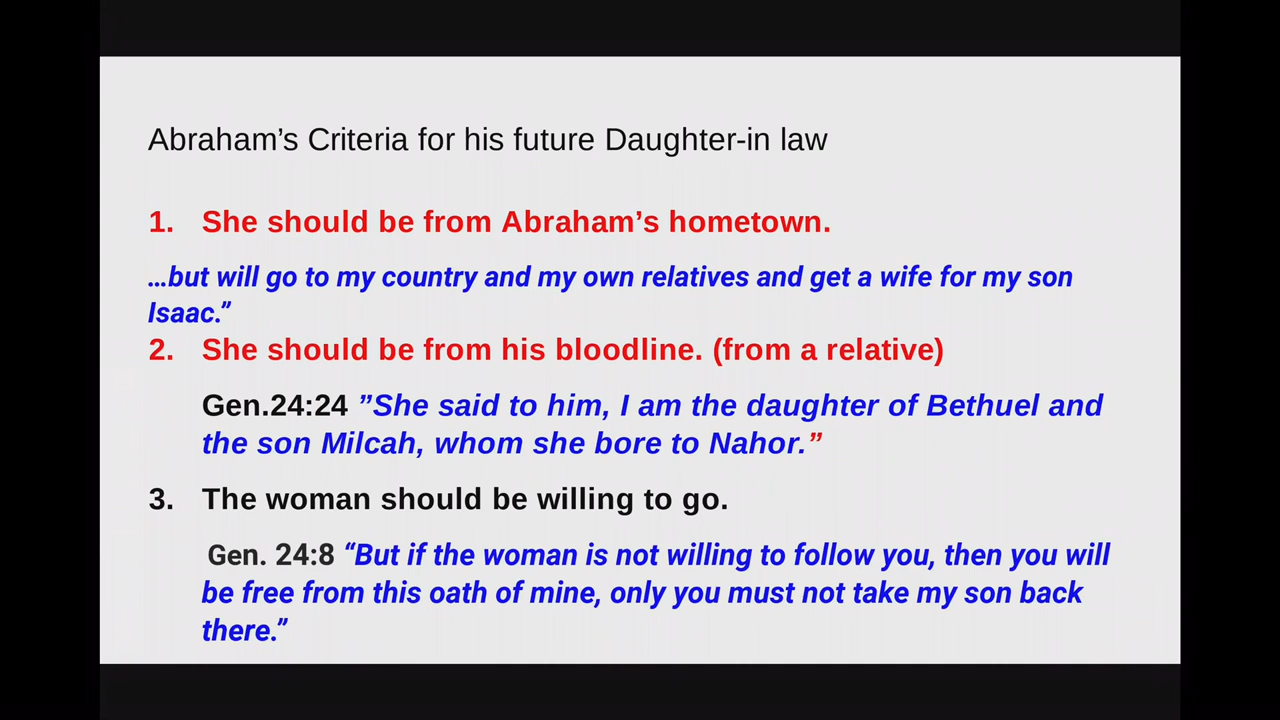 Abraham’s Criteria for his future Daughter-in law
1. She should be from Abraham’s hometown.
…but will go to my country and my own relatives and get a wife for my son
Isaac.”
2. She should be from his bloodline. (from a relative)
Gen.24:24 ”She said to him, I am the daughter of Bethuel and
the son Milcah, whom she bore to Nahor.”
3. The woman should be willing to go.
Gen. 24:8 “But if the woman is not willing to follow you, then you will
be free from this oath of mine, only you must not take my son back
there.”